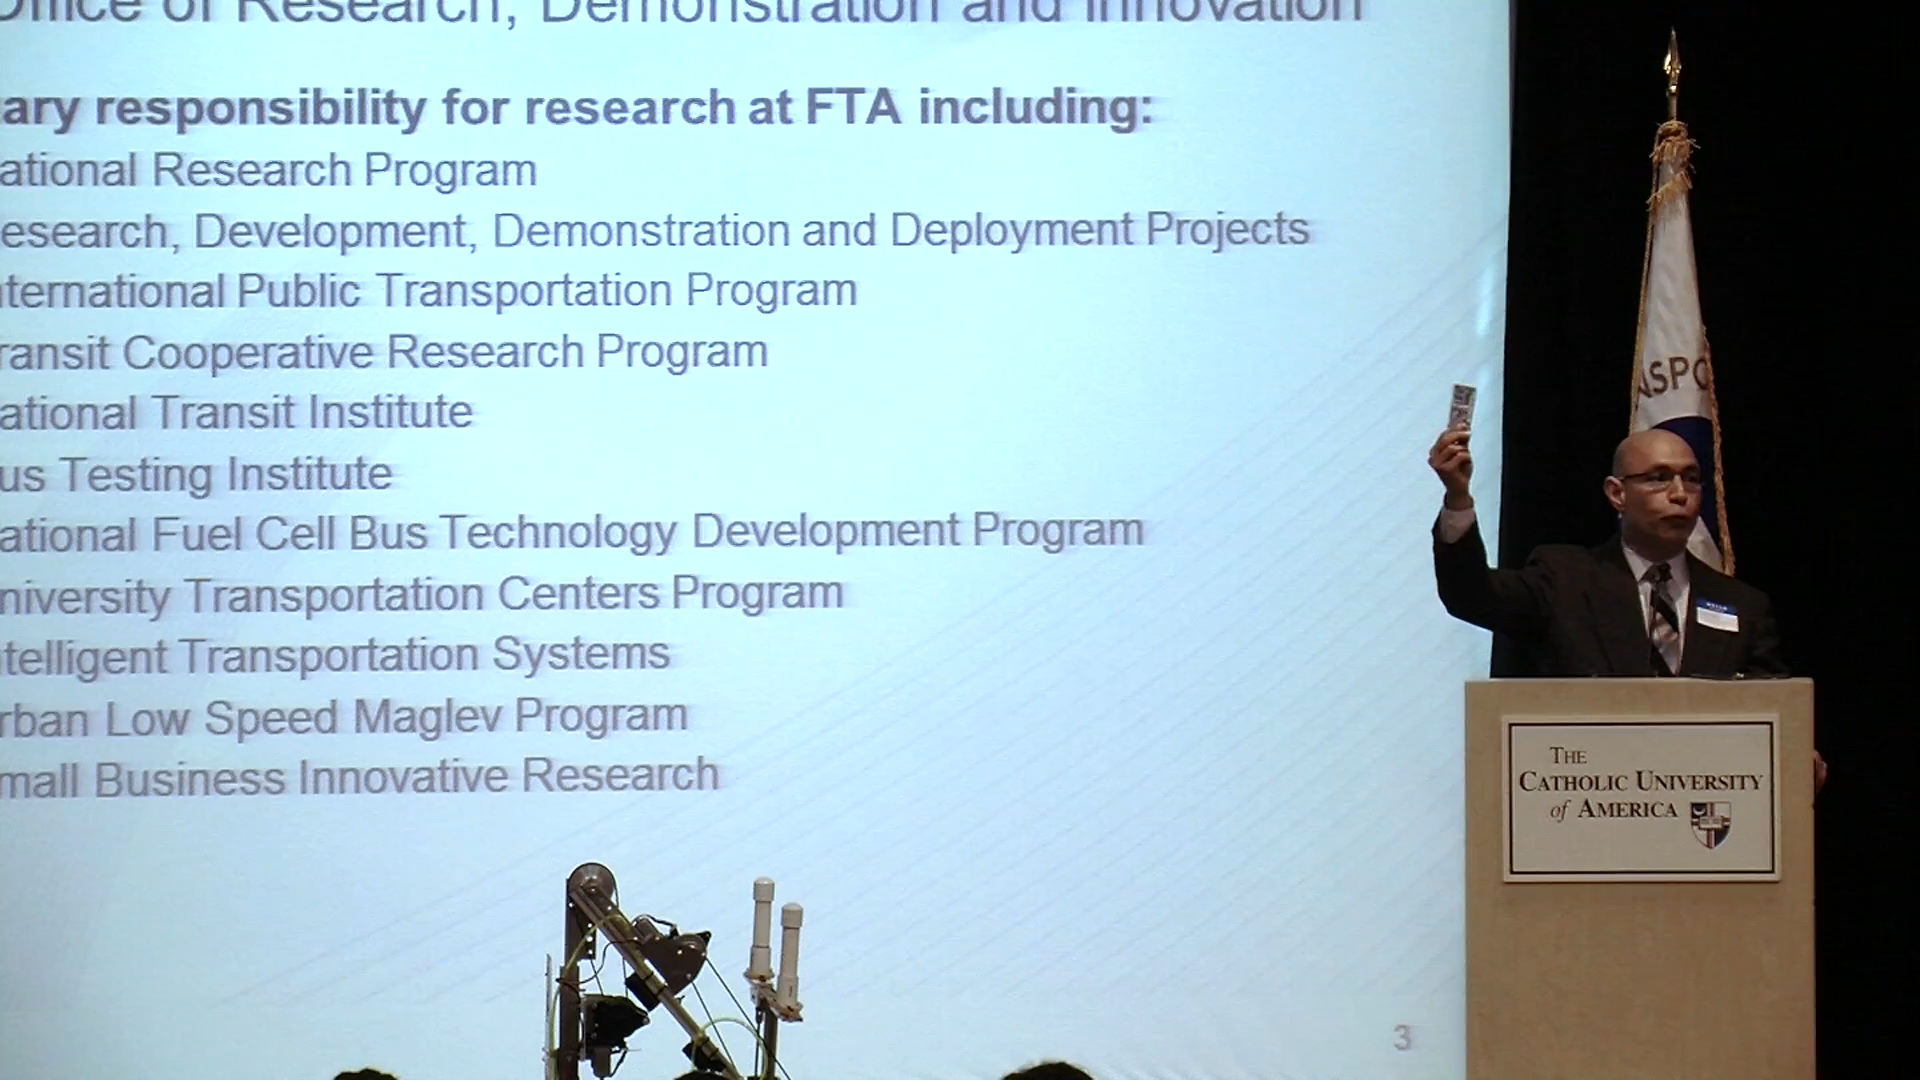 Office of Research, Demonstration and Innovation
ary responsibility for research at FTA including:
ational Research Program
esearch, Development, Demonstration and Deployment Projects
nternational Public Transportation Program
ransit Cooperative Research Program
ational Transit Institute
us Testing Institute
ational Fuel Cell Bus Technology Development Program
niversity Transportation Centers Program
ntelligent Transportation Systems
rban Low Speed Maglev Program
mall Business Innovative Research
3
NSPO
THE
CATHOLIC UNIVERSITY
of AMERICA